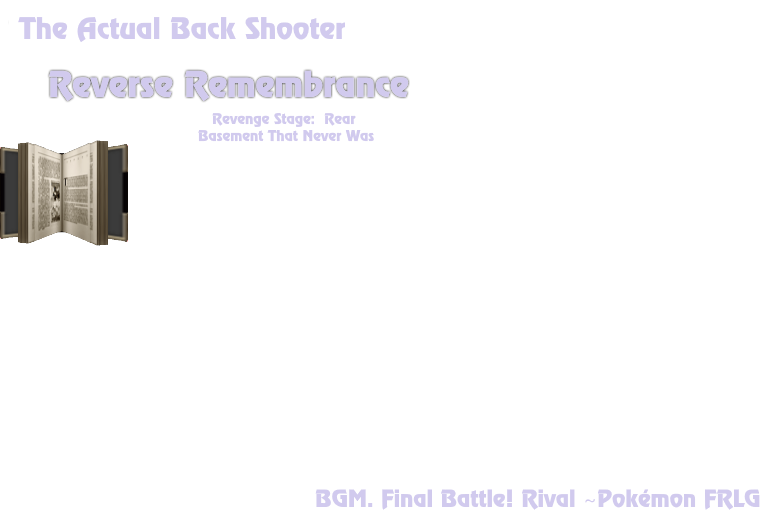 The Actual Back Shooter
Reverse Remembrance
Revenge Stage: Rear
Basement That Never Was
BGM. Final Battle! Rival ~Pokémon FRLG